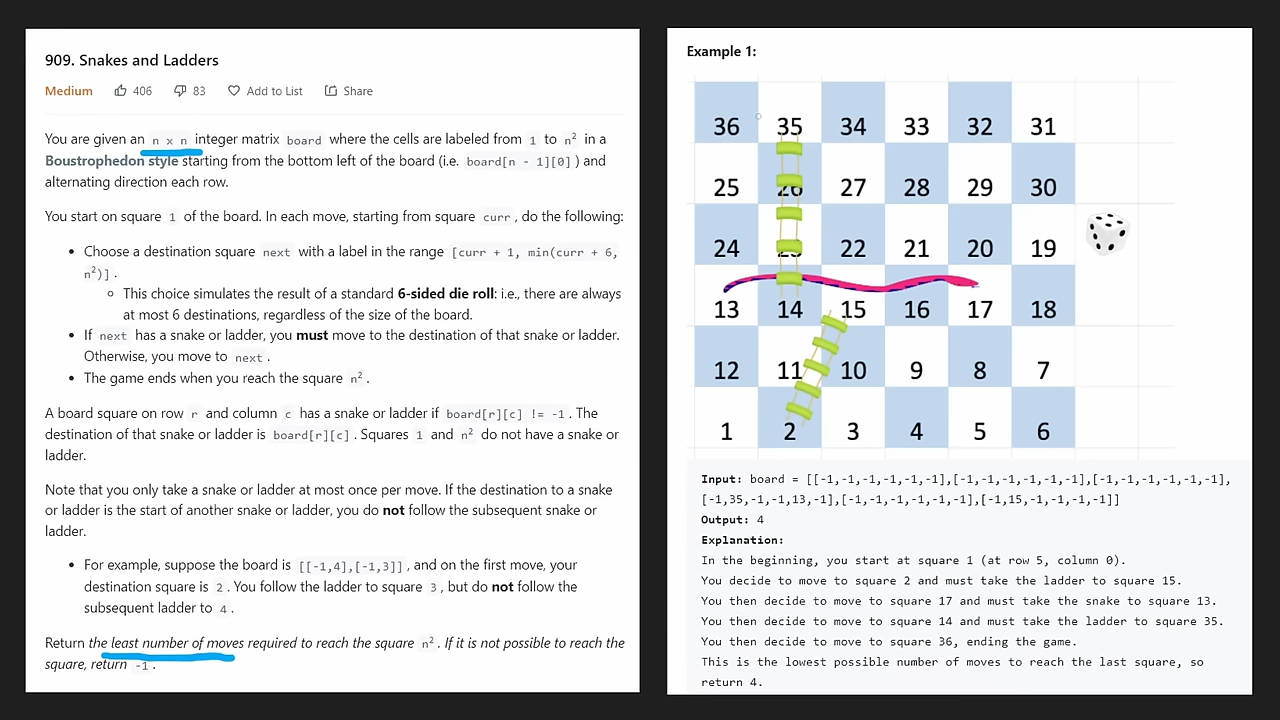 909. Snakes and Ladders
Medium 406 83 Add to List Share
You are given an n x n integer matrix board where the cells are labeled from 1 to n² in a
Boustrophedon style starting from the bottom left of the board (i.e. board[n - 1][0] ) and
alternating direction each row.
You start on square 1 of the board. In each move, starting from square curr , do the following:
• Choose a destination square next with a label in the range [curr + 1, min(curr + 6,
n²)] .
◦ This choice simulates the result of a standard 6-sided die roll: i.e., there are always
at most 6 destinations, regardless of the size of the board.
• If next has a snake or ladder, you must move to the destination of that snake or ladder.
Otherwise, you move to next .
• The game ends when you reach the square n² .
A board square on row r and column c has a snake or ladder if board[r][c] != -1 . The
destination of that snake or ladder is board[r][c] . Squares 1 and n² do not have a snake or
ladder.
Note that you only take a snake or ladder at most once per move. If the destination to a snake
or ladder is the start of another snake or ladder, you do not follow the subsequent snake or
ladder.
• For example, suppose the board is [[-1,4],[-1,3]] , and on the first move, your
destination square is 2 . You follow the ladder to square 3 , but do not follow the
subsequent ladder to 4 .
Return the least number of moves required to reach the square n² . If it is not possible to reach the
square, return -1 .
Example 1:
36 35 34 33 32 31
25 26 27 28 29 30
24 23 22 21 20 19
13 14 15 16 17 18
12 11 10 9 8 7
1 2 3 4 5 6
Input: board = [[-1,-1,-1,-1,-1,-1],[-1,-1,-1,-1,-1,-1],[-1,-1,-1,-1,-1,-1],
[-1,35,-1,-1,13,-1],[-1,-1,-1,-1,-1,-1],[-1,15,-1,-1,-1,-1]]
Output: 4
Explanation:
In the beginning, you start at square 1 (at row 5, column 0).
You decide to move to square 2 and must take the ladder to square 15.
You then decide to move to square 17 and must take the snake to square 13.
You then decide to move to square 14 and must take the ladder to square 35.
You then decide to move to square 36, ending the game.
This is the lowest possible number of moves to reach the last square, so
return 4.